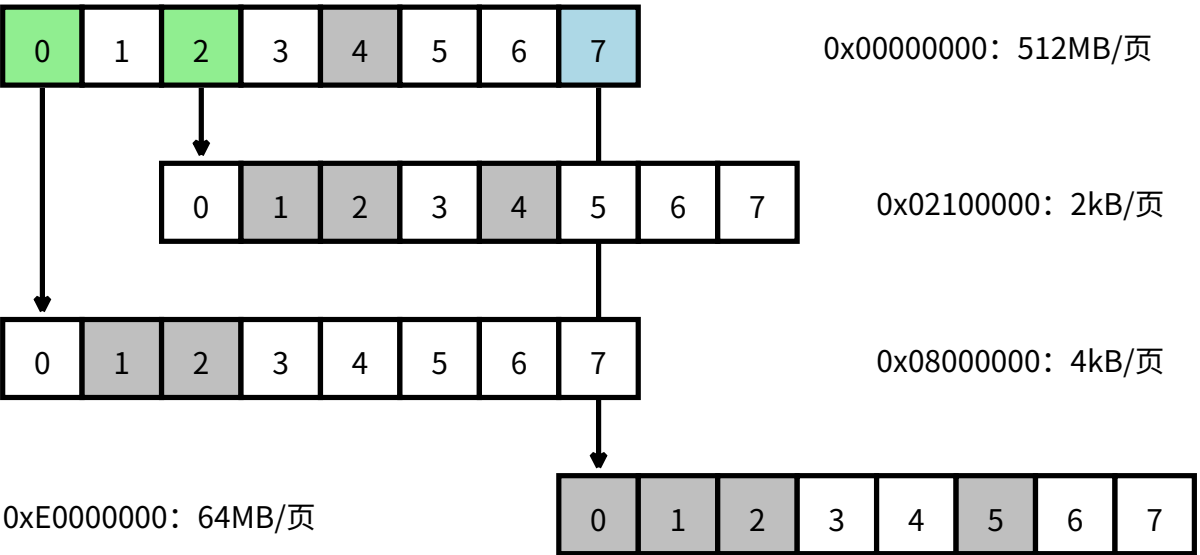 0 1 2 3 4 5 6 7 0x00000000：512MB/页
0 1 2 3 4 5 6 7 0x02100000：2kB/页
0 1 2 3 4 5 6 7 0x08000000：4kB/页
0xE0000000：64MB/页 0 1 2 3 4 5 6 7